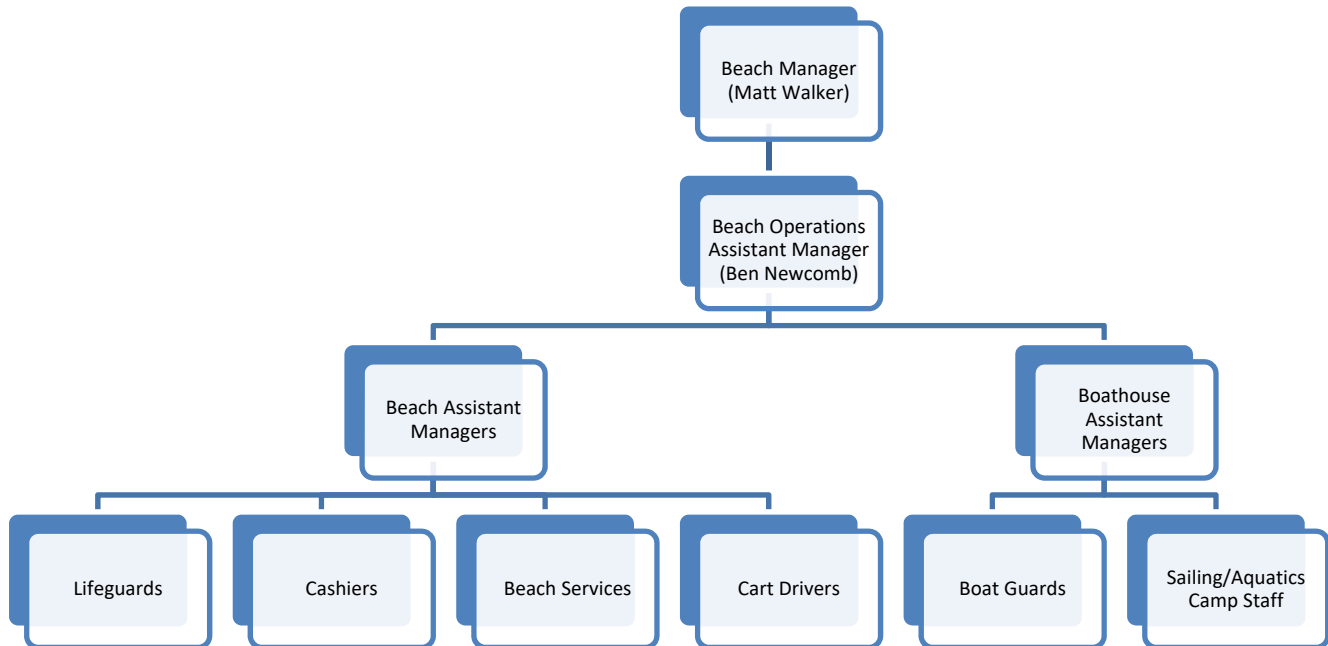 Beach Manager
(Matt Walker)
Beach Operations
Assistant Manager
(Ben Newcomb)
Beach Assistant
Managers
Boathouse
Assistant
Managers
Lifeguards
Cashiers
Beach Services
Cart Drivers
Boat Guards
Sailing/Aquatics
Camp Staff